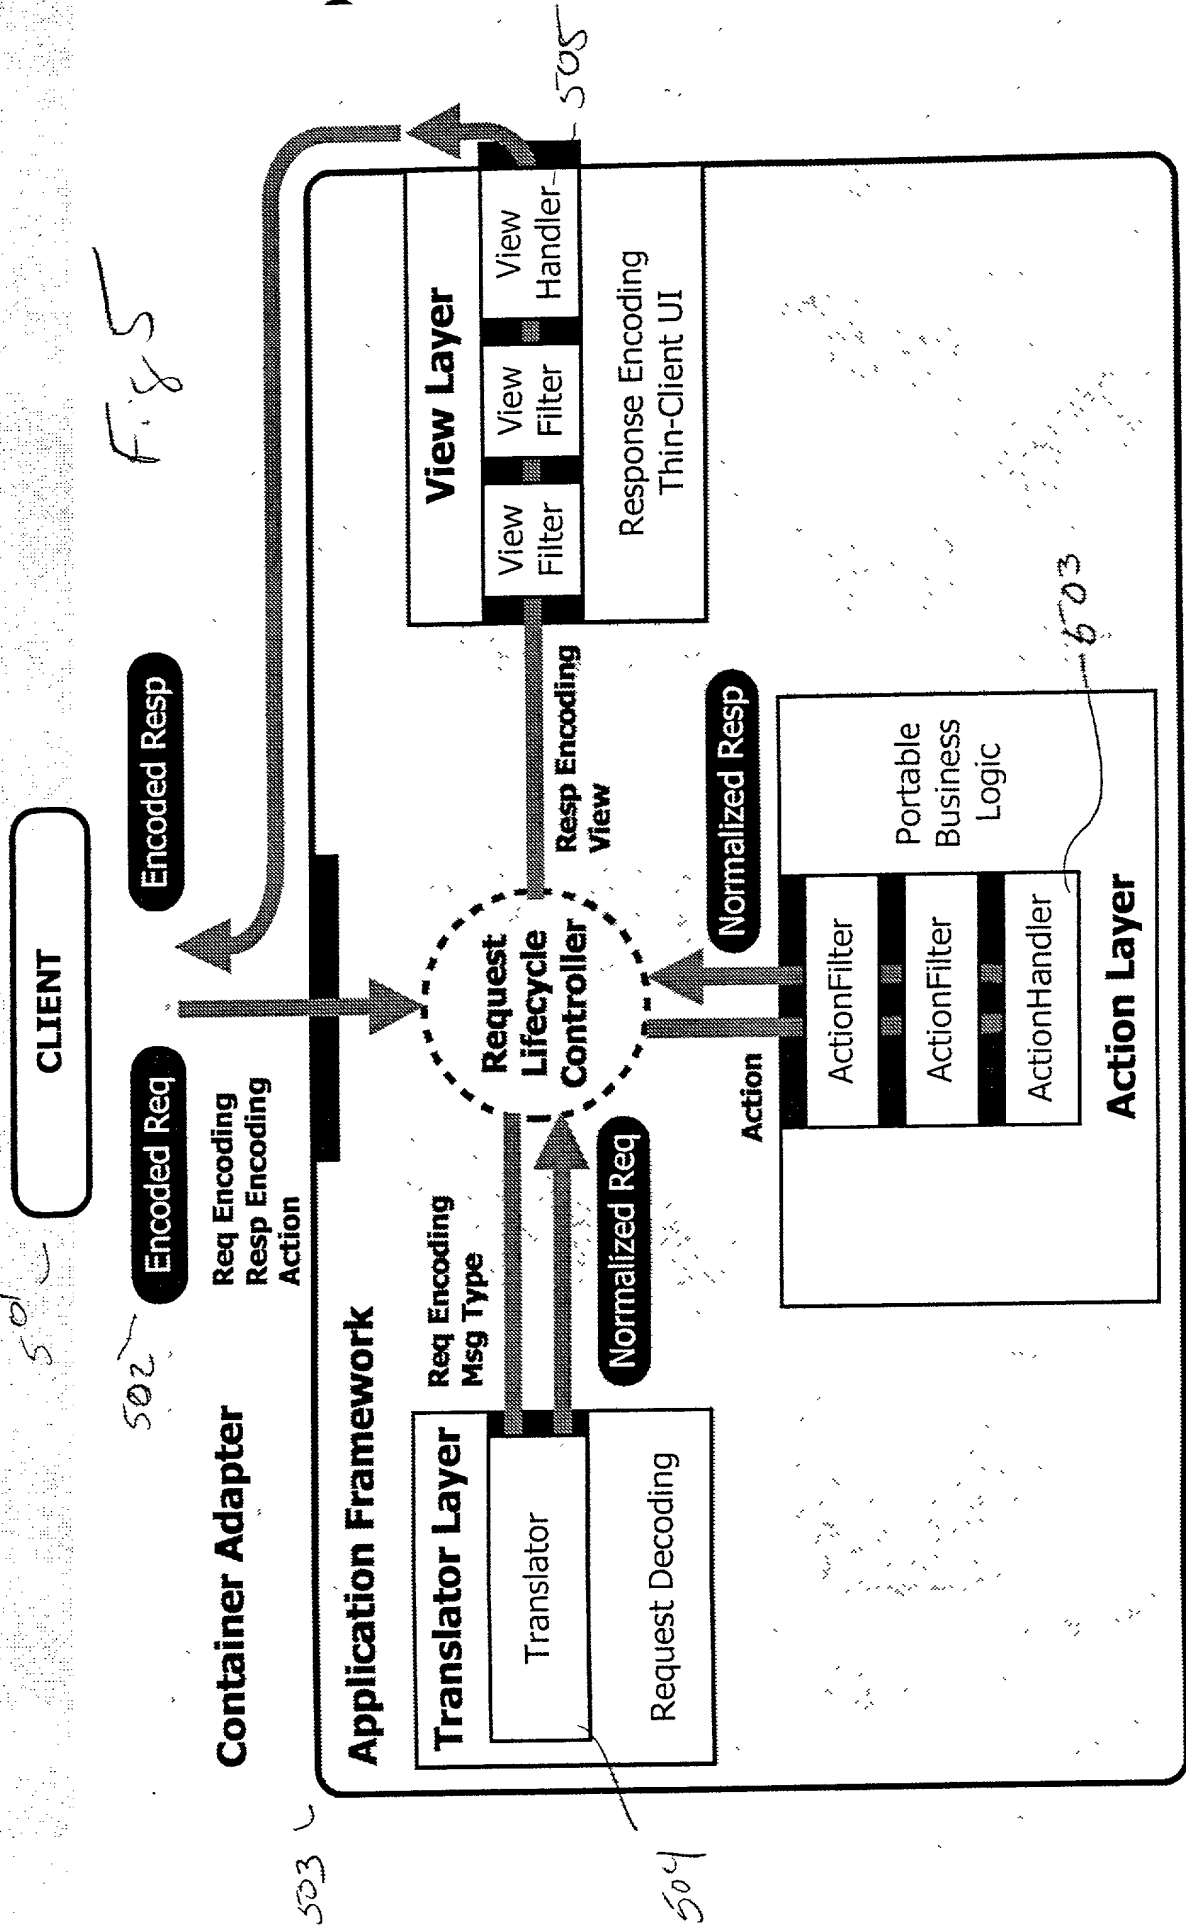 Fig 5
501
CLIENT
502
Encoded Req
Encoded Resp
Container Adapter
Req Encoding
Resp Encoding
Action
503
Application Framework
Translator Layer
Translator
Request Decoding
504
Req Encoding
Msg Type
Normalized Req
Request
Lifecycle
Controller
Resp Encoding
View
View Layer
View
Filter
View
Filter
View
Handler
505
Response Encoding
Thin-Client UI
Action
Normalized Resp
ActionFilter
ActionFilter
ActionHandler
Portable
Business
Logic
503
Action Layer